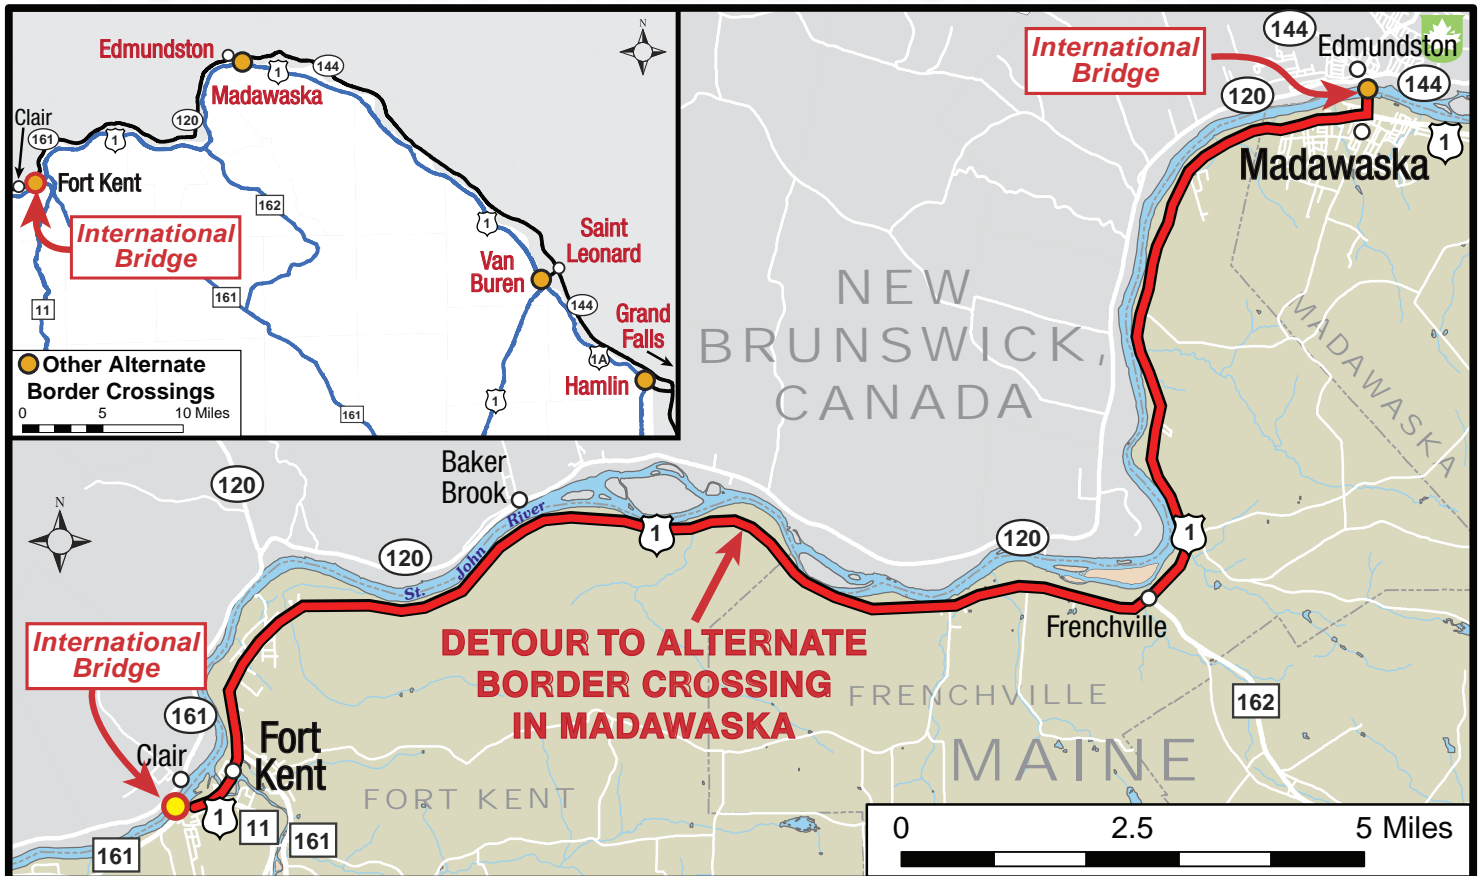 N
Edmundston
1
144
Madawaska
120
Clair
161
1
Fort Kent
162
International
Bridge
1
Saint
Leonard
Van
Buren
161
11
144
Grand
Falls
1A
Hamlin
1
161
Other Alternate
Border Crossings
0 5 10 Miles
144
International
Bridge
Edmundston
120
144
1
Madawaska
NEW
BRUNSWICK,
CANADA
MADAWASKA
Baker
Brook
120
N
St. John River
120
1
120
1
Frenchville
DETOUR TO ALTERNATE
BORDER CROSSING
IN MADAWASKA
International
Bridge
FRENCHVILLE
162
161
Clair
Fort
Kent
MAINE
FORT KENT
1
11
161
161
0 2.5 5 Miles